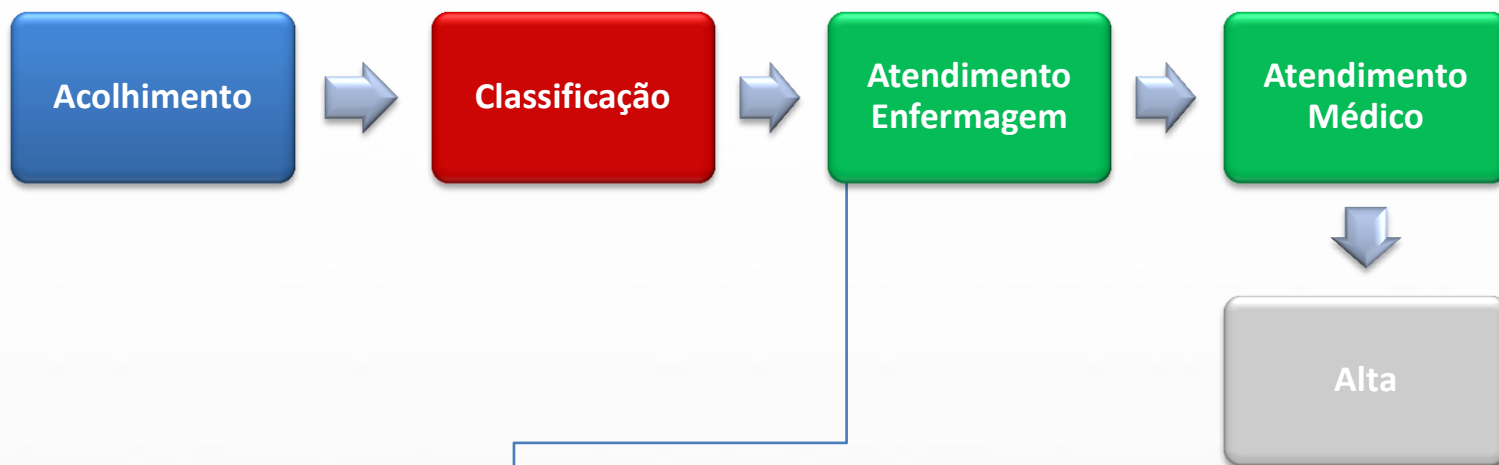 Acolhimento
Classificação
Atendimento
Enfermagem
Atendimento
Médico
Alta